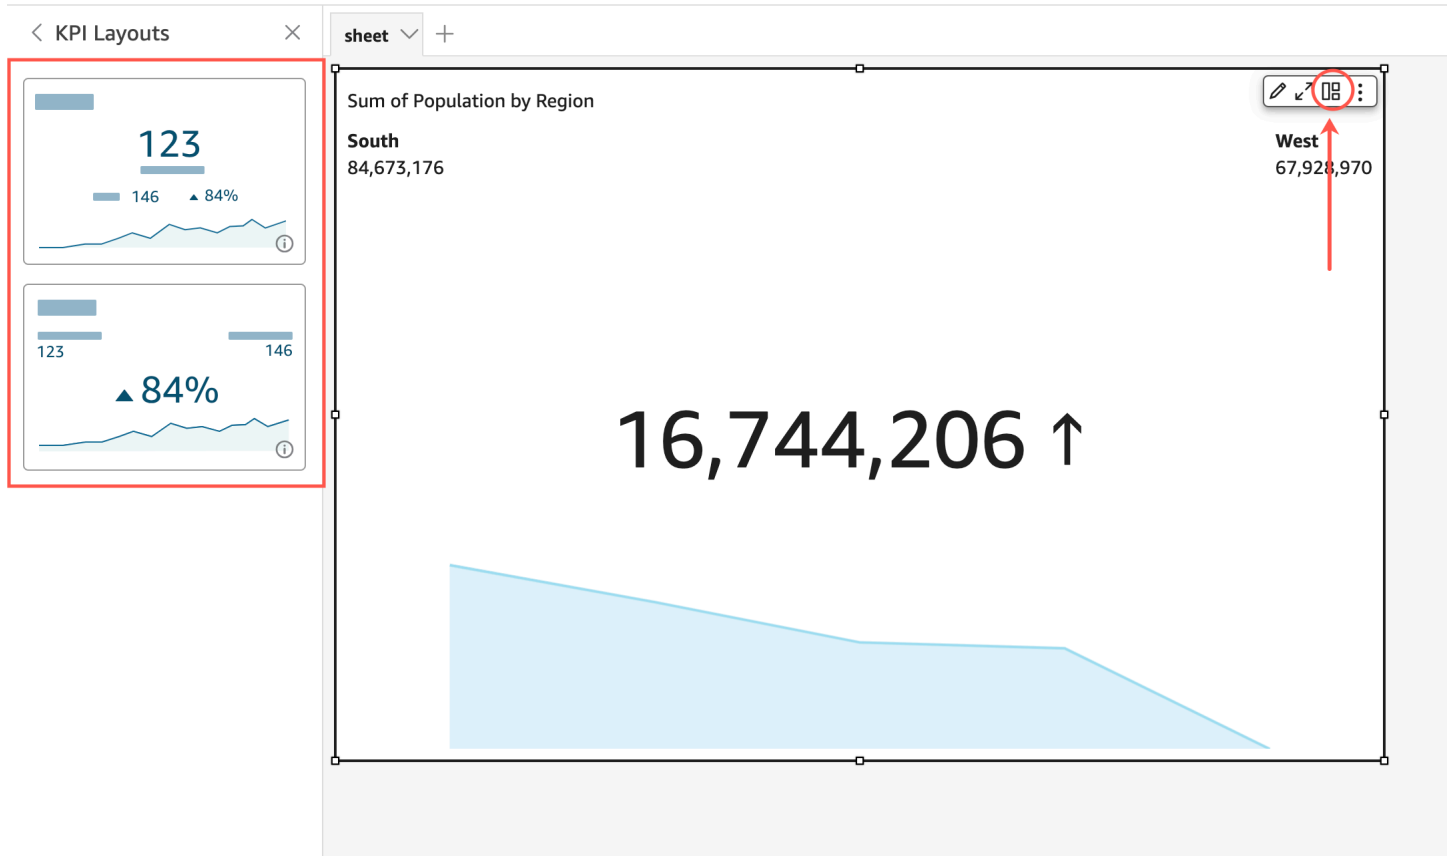 KPI Layouts
123
146 ▲ 84%
123 146
▲ 84%
sheet
Sum of Population by Region
South
84,673,176
West
67,928,970
16,744,206 ↑